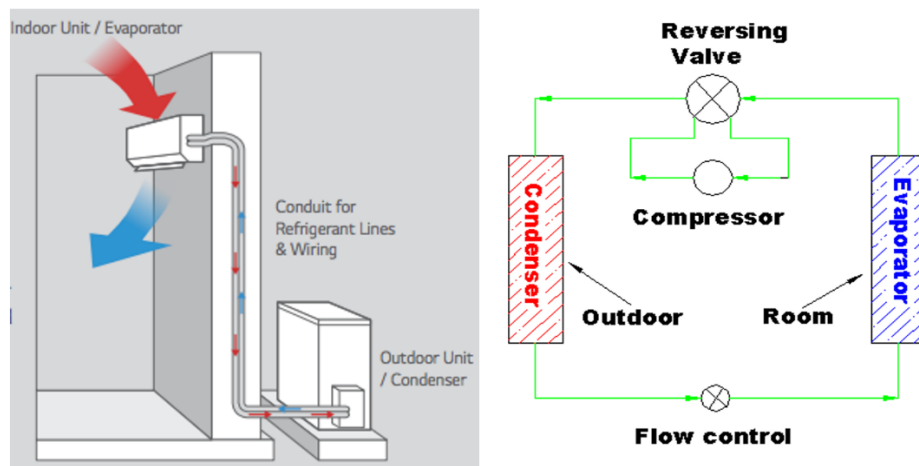 Indoor Unit / Evaporator
Conduit for
Refrigerant Lines
& Wiring
Outdoor Unit
/ Condenser
Reversing
Valve
Compressor
Condenser
Evaporator
Outdoor
Room
Flow control